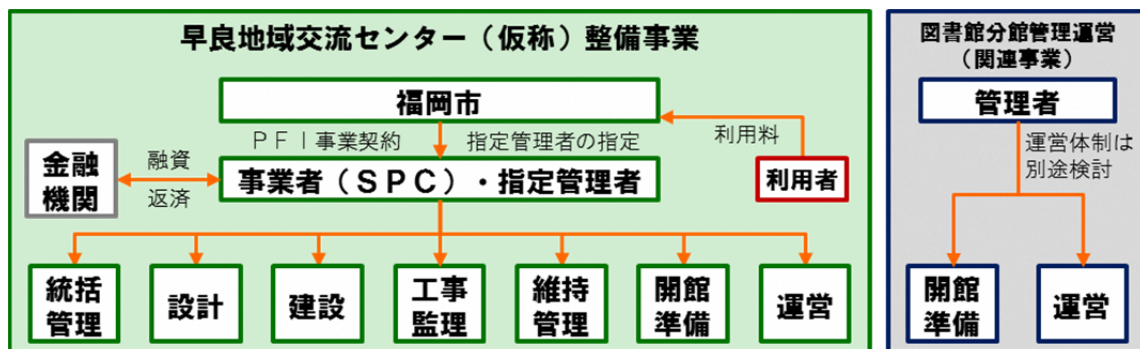 早良地域交流センター（仮称）整備事業
福岡市
ＰＦＩ事業契約
指定管理者の指定
利用料
金融
機関
融資
返済
事業者（ＳＰＣ）・指定管理者
利用者
統括
管理
設計
建設
工事
監理
維持
管理
開館
準備
運営
図書館分館管理運営
（関連事業）
管理者
運営体制は
別途検討
開館
準備
運営